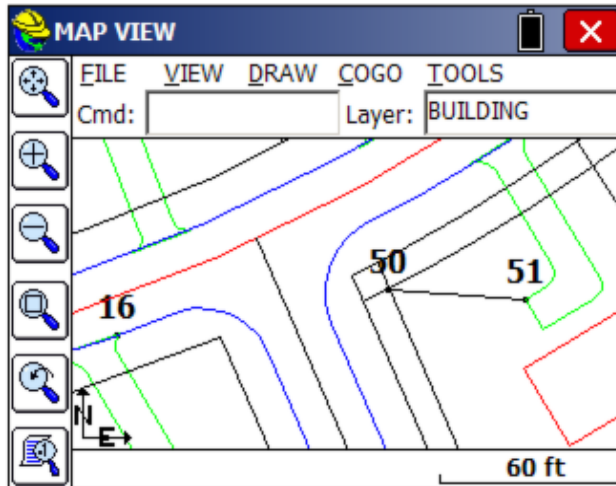 MAP VIEW
FILE VIEW DRAW COGO TOOLS
Cmd: Layer: BUILDING
50
51
16
N
E
60 ft